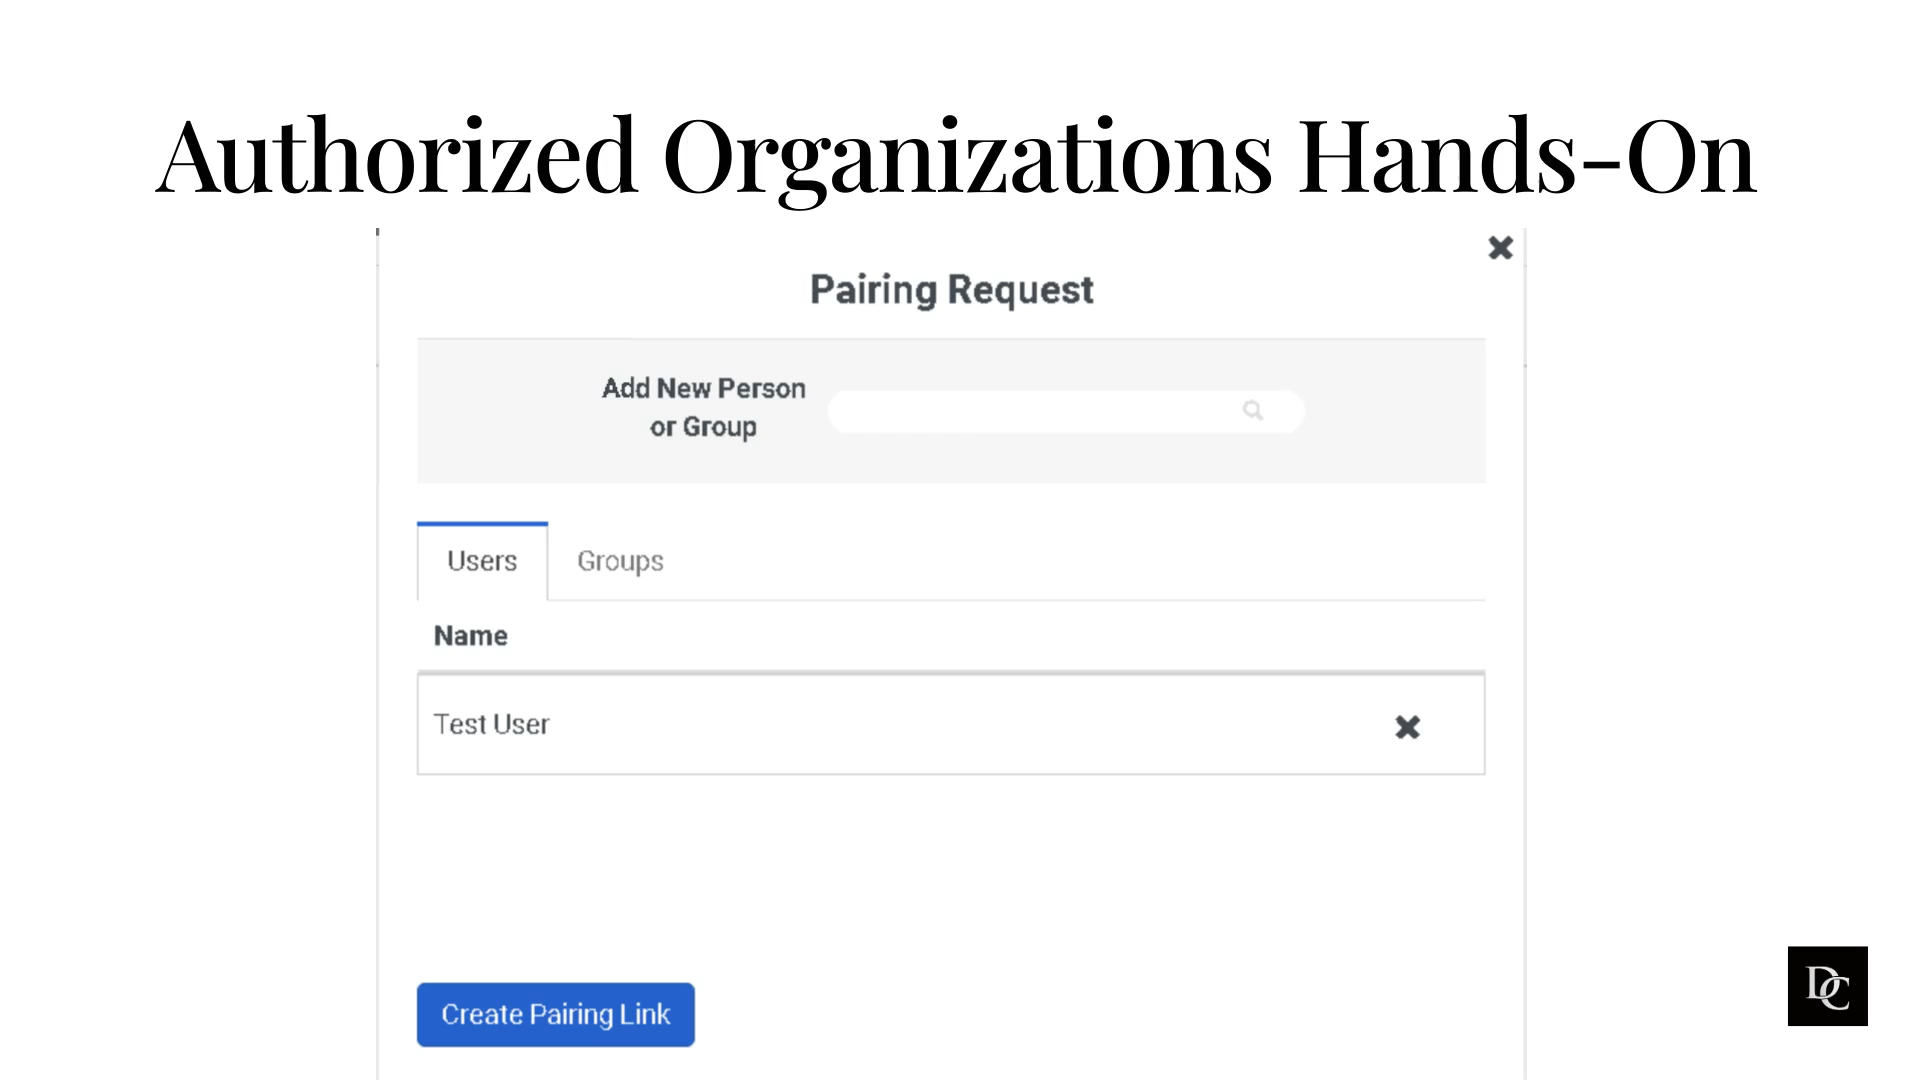 Authorized Organizations Hands-On
Pairing Request
Add New Person
or Group
Users
Groups
Name
Test User
Create Pairing Link
DC